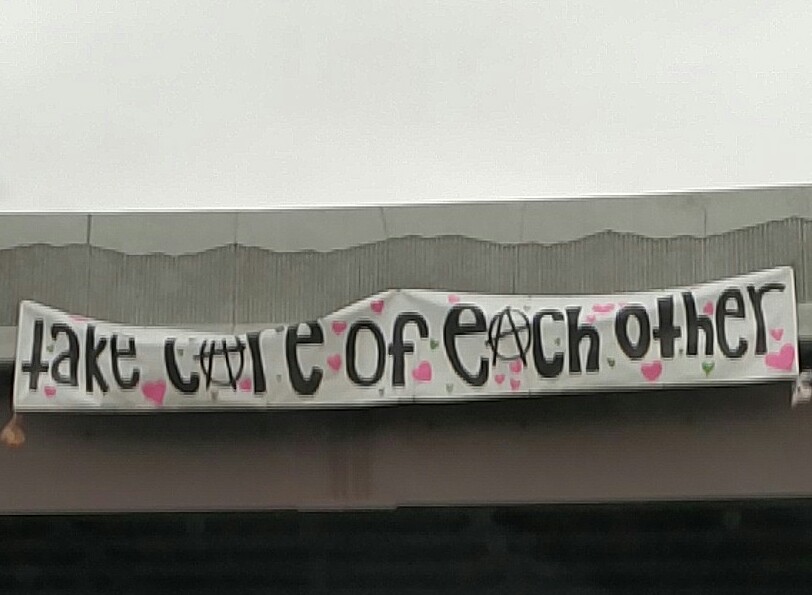 take care of each other